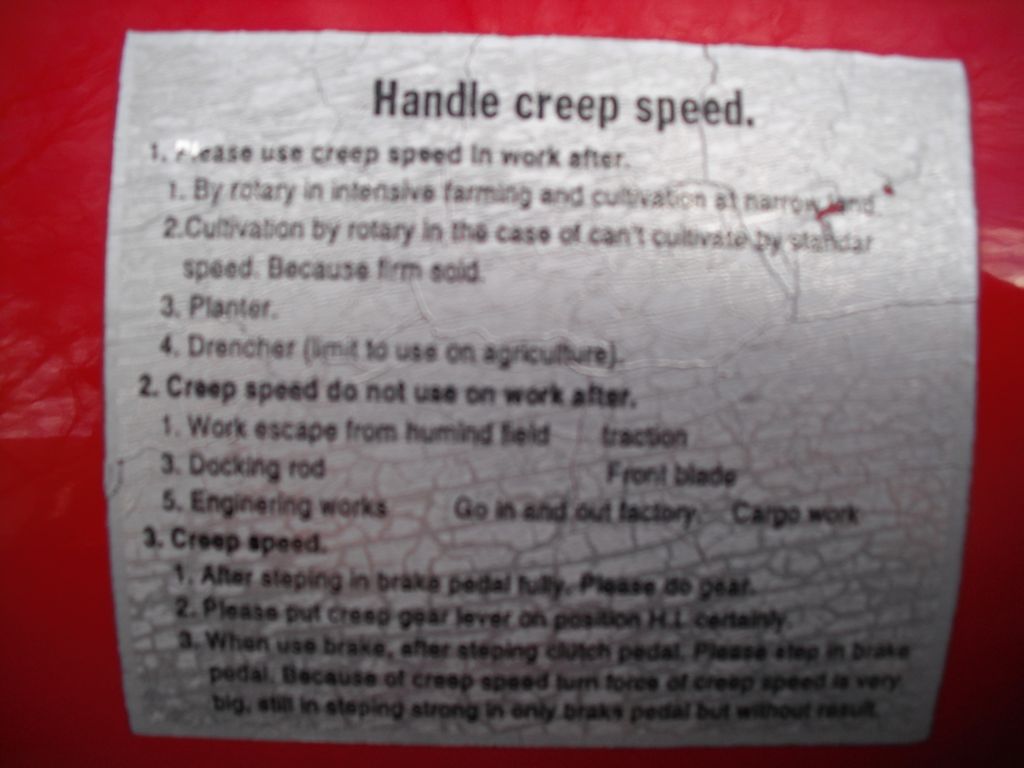 Handle creep speed.
1. Please use creep speed in work after.
1. By rotary in intensive farming and cultivation at narrow land.
2.Cultivation by rotary in the case of can't cultivate by standar
speed. Because firm soid.
3. Planter.
4. Drencher (limit to use on agriculture).
2. Creep speed do not use on work after.
1. Work escape from humind field traction
3. Docking rod Front blade
5. Enginering works Go in and out factory. Cargo work
3. Creep speed.
1. After steping in brake pedal fully. Please do gear.
2. Please put creep gear lever on position H.L certainly.
3. When use brake, after steping clutch pedal. Please step in brake
pedal. Because of creep speed turn force of creep speed is very
big, still in steping strong in only brake pedal but without result.